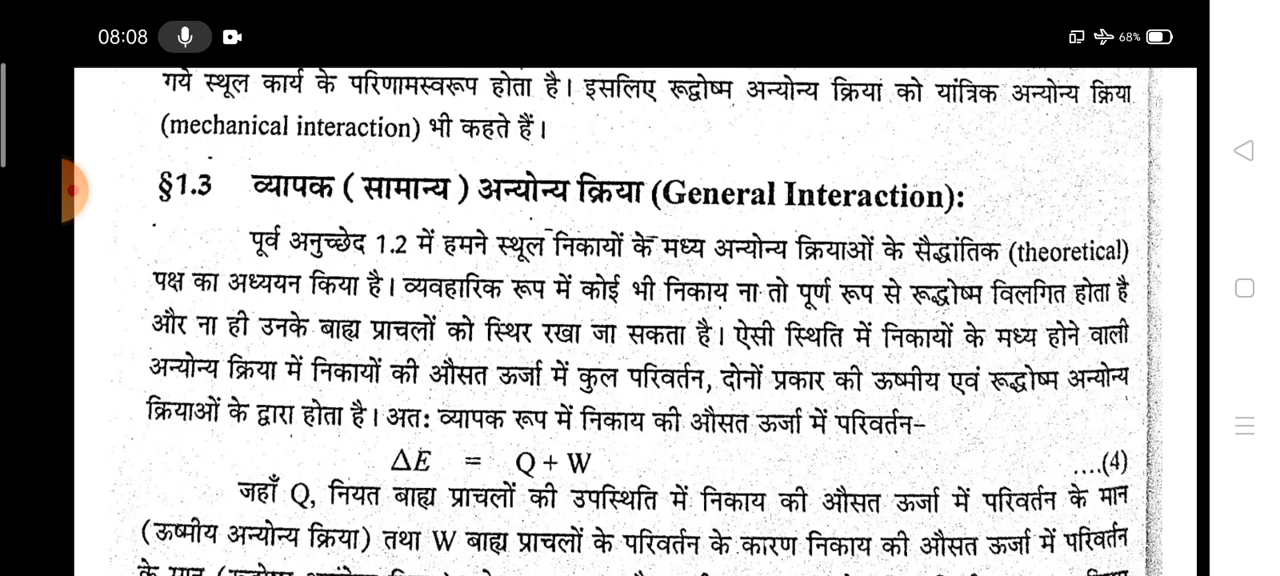 08:08
68%
गये स्थूल कार्य के परिणामस्वरूप होता है। इसलिए रूद्वोष्म अन्योन्य क्रिया को यांत्रिक अन्योन्य क्रिया
(mechanical interaction) भी कहते हैं।
§1.3 व्यापक ( सामान्य ) अन्योन्य क्रिया (General Interaction):
पूर्व अनुच्छेद 1.2 में हमने स्थूल निकायों के मध्य अन्योन्य क्रियाओं के सैद्धांतिक (theoretical)
पक्ष का अध्ययन किया है। व्यवहारिक रूप में कोई भी निकाय ना तो पूर्ण रूप से रूद्धोष्म विलगित होता है
और ना ही उनके बाह्य प्राचलों को स्थिर रखा जा सकता है। ऐसी स्थिति में निकायों के मध्य होने वाली
अन्योन्य क्रिया में निकायों की औसत ऊर्जा में कुल परिवर्तन, दोनों प्रकार की ऊष्मीय एवं रूद्धोष्म अन्योन्य
क्रियाओं के द्वारा होता है। अतः व्यापक रूप में निकाय की औसत ऊर्जा में परिवर्तन-
ΔE = Q + W ....(4)
जहाँ Q, नियत बाह्य प्राचलों की उपस्थिति में निकाय की औसत ऊर्जा में परिवर्तन के मान
(ऊष्मीय अन्योन्य क्रिया) तथा W बाह्य प्राचलों के परिवर्तन के कारण निकाय की औसत ऊर्जा में परिवर्तन
के मान